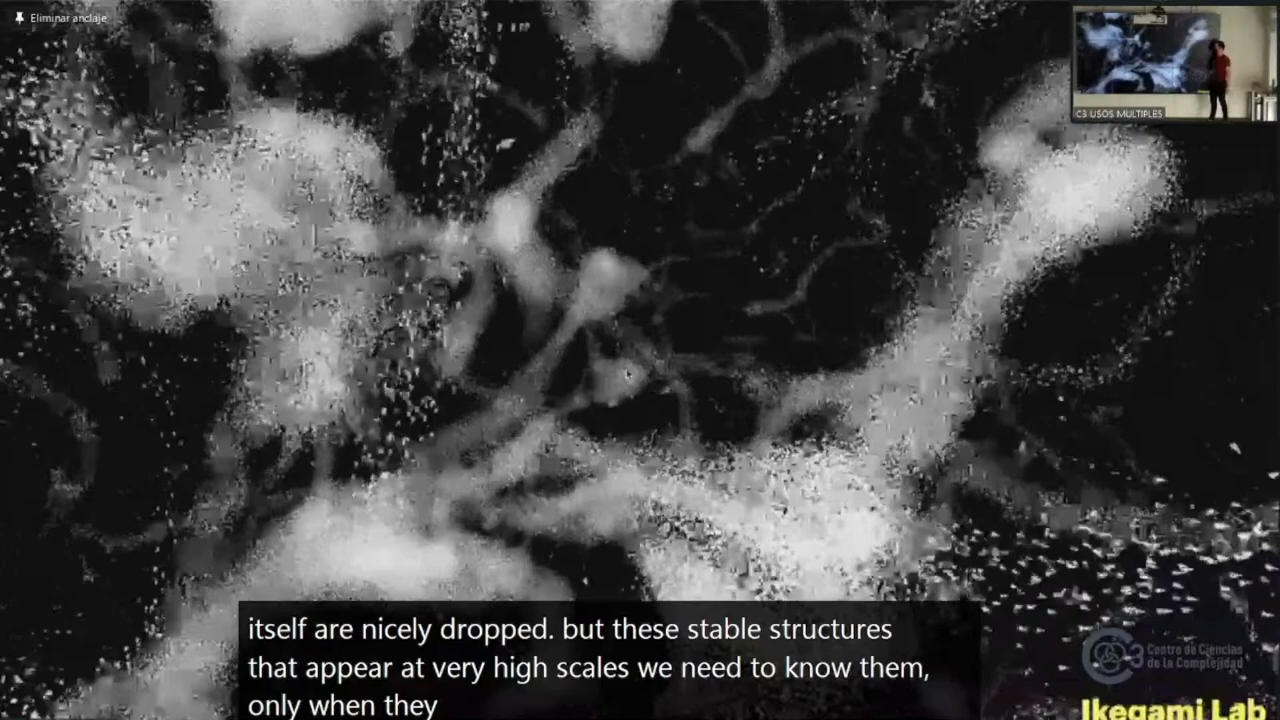 Eliminar anclaje
C3 USOS MULTIPLES
itself are nicely dropped. but these stable structures
that appear at very high scales we need to know them,
only when they
C3 Centro de Ciencias
de la Complejidad
Ikegami Lab